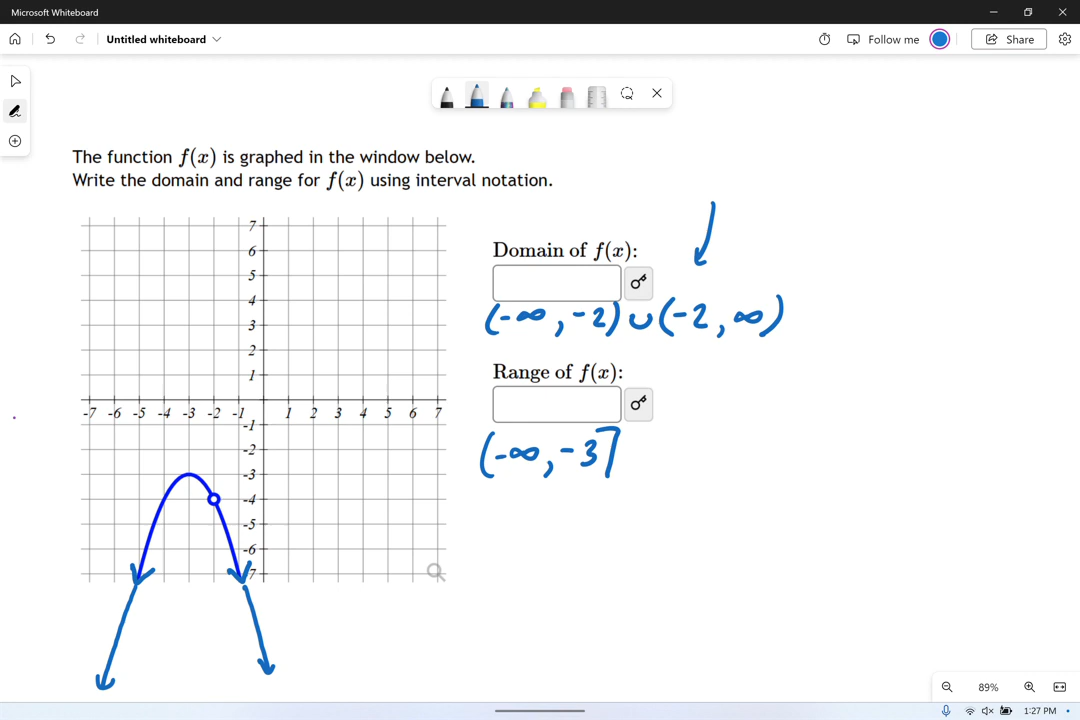 Microsoft Whiteboard
Untitled whiteboard
Follow me
Share
The function f(x) is graphed in the window below.
Write the domain and range for f(x) using interval notation.
Domain of f(x):
(-∞, -2) ∪ (-2, ∞)
Range of f(x):
(-∞, -3]
7
6
5
4
3
2
1
-7 -6 -5 -4 -3 -2 -1 1 2 3 4 5 6 7
-1
-2
-3
-4
-5
-6
7
89%
1:27 PM